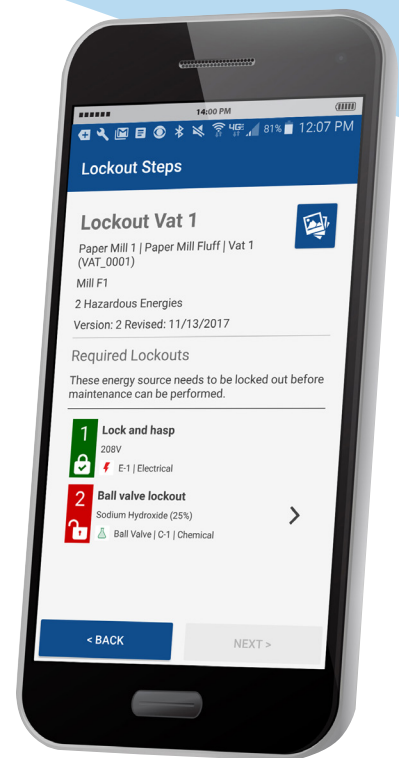 14:00 PM
4GE 81% 12:07 PM
Lockout Steps
Lockout Vat 1
Paper Mill 1 | Paper Mill Fluff | Vat 1
(VAT_0001)
Mill F1
2 Hazardous Energies
Version: 2 Revised: 11/13/2017
Required Lockouts
These energy source needs to be locked out before
maintenance can be performed.
1 Lock and hasp
208V
E-1 | Electrical
2 Ball valve lockout
Sodium Hydroxide (25%)
Ball Valve | C-1 | Chemical
< BACK
NEXT >